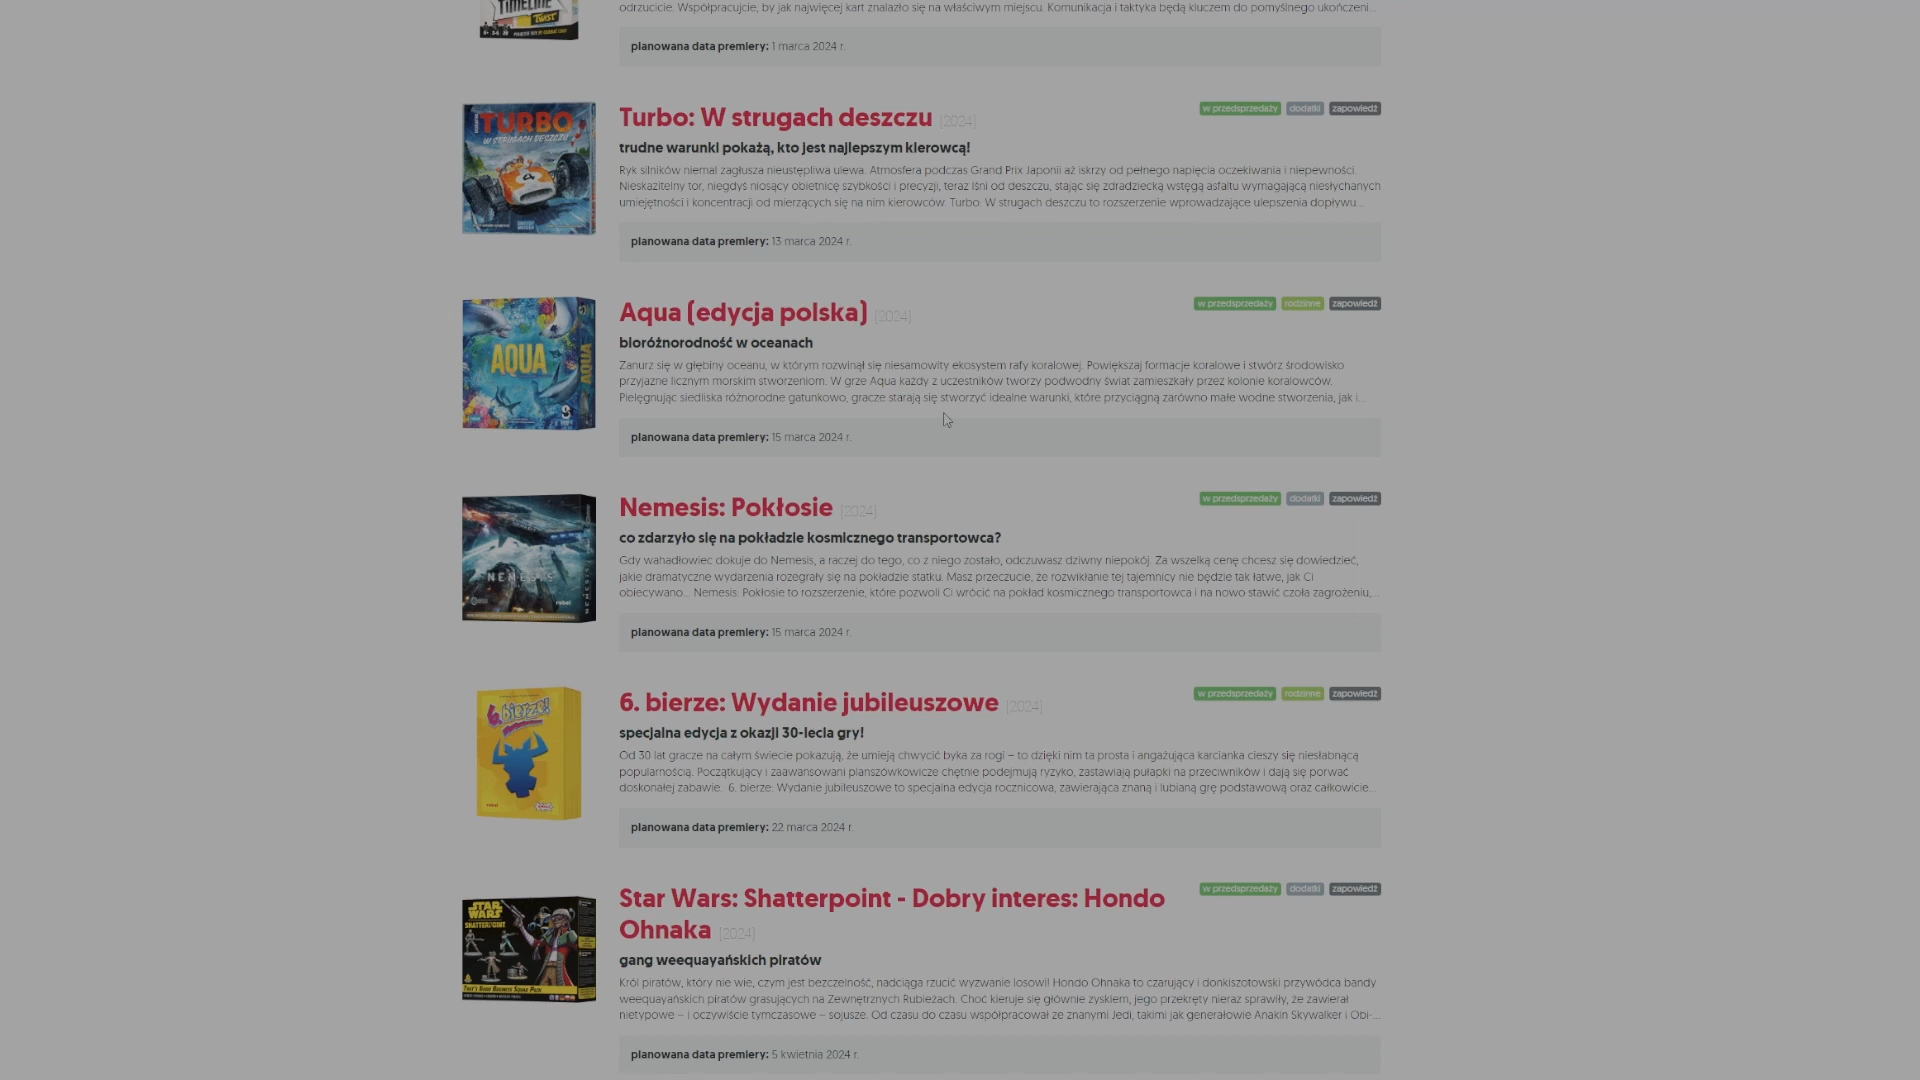 TIMELINE
TWIST
odrzucicie. Współpracujcie, by jak najwięcej kart znalazło się na właściwym miejscu. Komunikacja i taktyka będą kluczem do pomyślnego ukończeni...
planowana data premiery: 1 marca 2024 r.
TURBO
W STRUGACH DESZCZU
4
Turbo: W strugach deszczu [2024]
w przedsprzedaży dodatki zapowiedź
trudne warunki pokażą, kto jest najlepszym kierowcą!
Ryk silników niemal zagłusza nieustępliwa ulewa. Atmosfera podczas Grand Prix Japonii aż iskrzy od pełnego napięcia oczekiwania i niepewności.
Nieskazitelny tor, niegdyś niosący obietnicę szybkości i precyzji, teraz lśni od deszczu, stając się zdradziecką wstęgą asfaltu wymagającą niesłychanych
umiejętności i koncentracji od mierzących się na nim kierowców. Turbo: W strugach deszczu to rozszerzenie wprowadzające ulepszenia dopływu...
planowana data premiery: 13 marca 2024 r.
AQUA
AQUA
Aqua (edycja polska) [2024]
w przedsprzedaży rodzinne zapowiedź
bioróżnorodność w oceanach
Zanurz się w głębiny oceanu, w którym rozwinął się niesamowity ekosystem rafy koralowej. Powiększaj formacje koralowe i stwórz środowisko
przyjazne licznym morskim stworzeniom. W grze Aqua każdy z uczestników tworzy podwodny świat zamieszkały przez kolonie koralowców.
Pielęgnując siedliska różnorodne gatunkowo, gracze starają się stworzyć idealne warunki, które przyciągną zarówno małe wodne stworzenia, jak i...
planowana data premiery: 15 marca 2024 r.
NEMESIS
rebel
Nemesis: Pokłosie [2024]
w przedsprzedaży dodatki zapowiedź
co zdarzyło się na pokładzie kosmicznego transportowca?
Gdy wahadłowiec dokuje do Nemesis, a raczej do tego, co z niego zostało, odczuwasz dziwny niepokój. Za wszelką cenę chcesz się dowiedzieć,
jakie dramatyczne wydarzenia rozegrały się na pokładzie statku. Masz przeczucie, że rozwikłanie tej tajemnicy nie będzie tak łatwe, jak Ci
obiecywano... Nemesis: Pokłosie to rozszerzenie, które pozwoli Ci wrócić na pokład kosmicznego transportowca i na nowo stawić czoła zagrożeniu,...
planowana data premiery: 15 marca 2024 r.
6. bierze!
6. bierze: Wydanie jubileuszowe [2024]
w przedsprzedaży rodzinne zapowiedź
specjalna edycja z okazji 30-lecia gry!
Od 30 lat gracze na całym świecie pokazują, że umieją chwycić byka za rogi – to dzięki nim ta prosta i angażująca karcianka cieszy się niesłabnącą
popularnością. Początkujący i zaawansowani planszówkowicze chętnie podejmują ryzyko, zastawiają pułapki na przeciwników i dają się porwać
doskonałej zabawie. 6. bierze: Wydanie jubileuszowe to specjalna edycja rocznicowa, zawierająca znaną i lubianą grę podstawową oraz całkowicie...
planowana data premiery: 22 marca 2024 r.
STAR WARS
SHATTERPOINT
THAT'S GOOD BUSINESS SQUAD PACK
Star Wars: Shatterpoint - Dobry interes: Hondo
Ohnaka [2024]
w przedsprzedaży dodatki zapowiedź
gang weequayańskich piratów
Król piratów, który nie wie, czym jest bezczelność, nadciąga rzucić wyzwanie losowi! Hondo Ohnaka to czarujący i donkiszotowski przywódca bandy
weequayańskich piratów grasujących na Zewnętrznych Rubieżach. Choć kieruje się głównie zyskiem, jego przekręty nieraz sprawiły, że zawierał
nietypowe – i oczywiście tymczasowe – sojusze. Od czasu do czasu współpracował ze znanymi Jedi, takimi jak generałowie Anakin Skywalker i Obi-...
planowana data premiery: 5 kwietnia 2024 r.